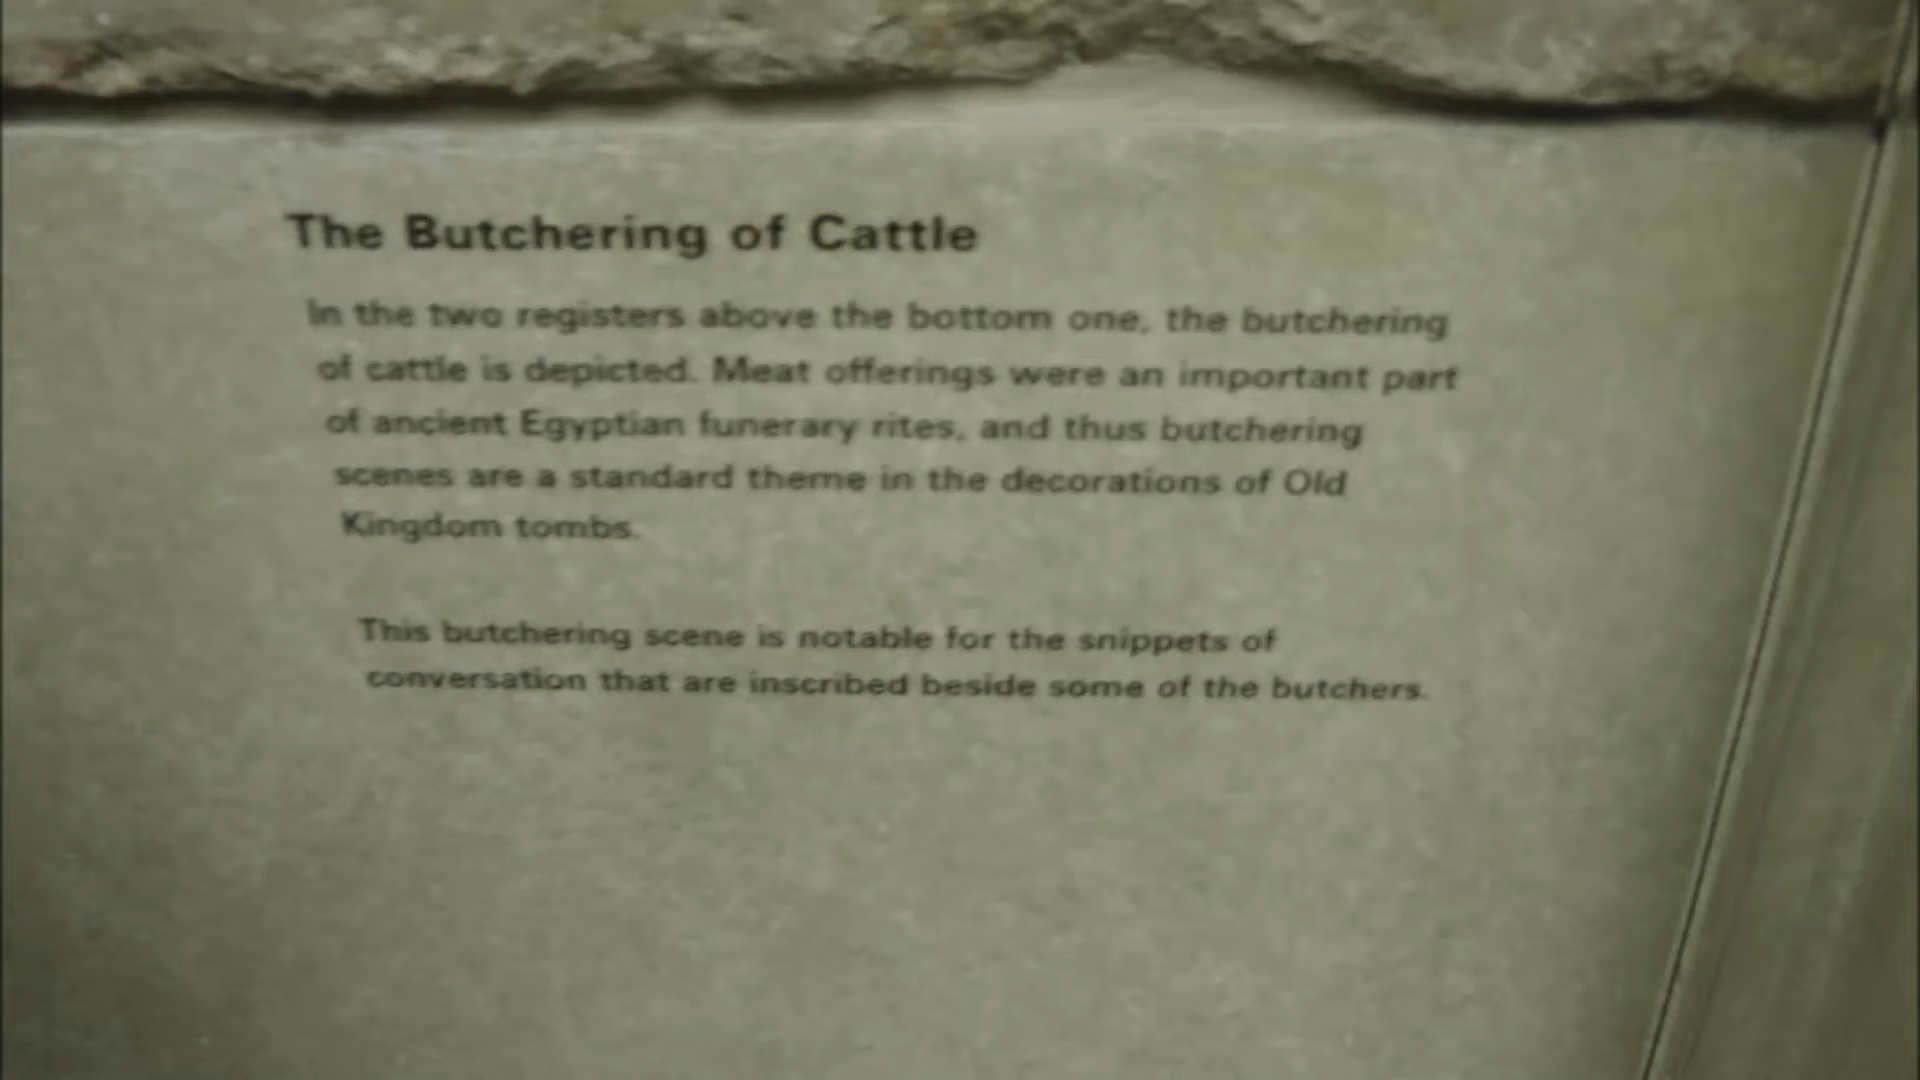 The Butchering of Cattle
In the two registers above the bottom one, the butchering
of cattle is depicted. Meat offerings were an important part
of ancient Egyptian funerary rites, and thus butchering
scenes are a standard theme in the decorations of Old
Kingdom tombs.
This butchering scene is notable for the snippets of
conversation that are inscribed beside some of the butchers.